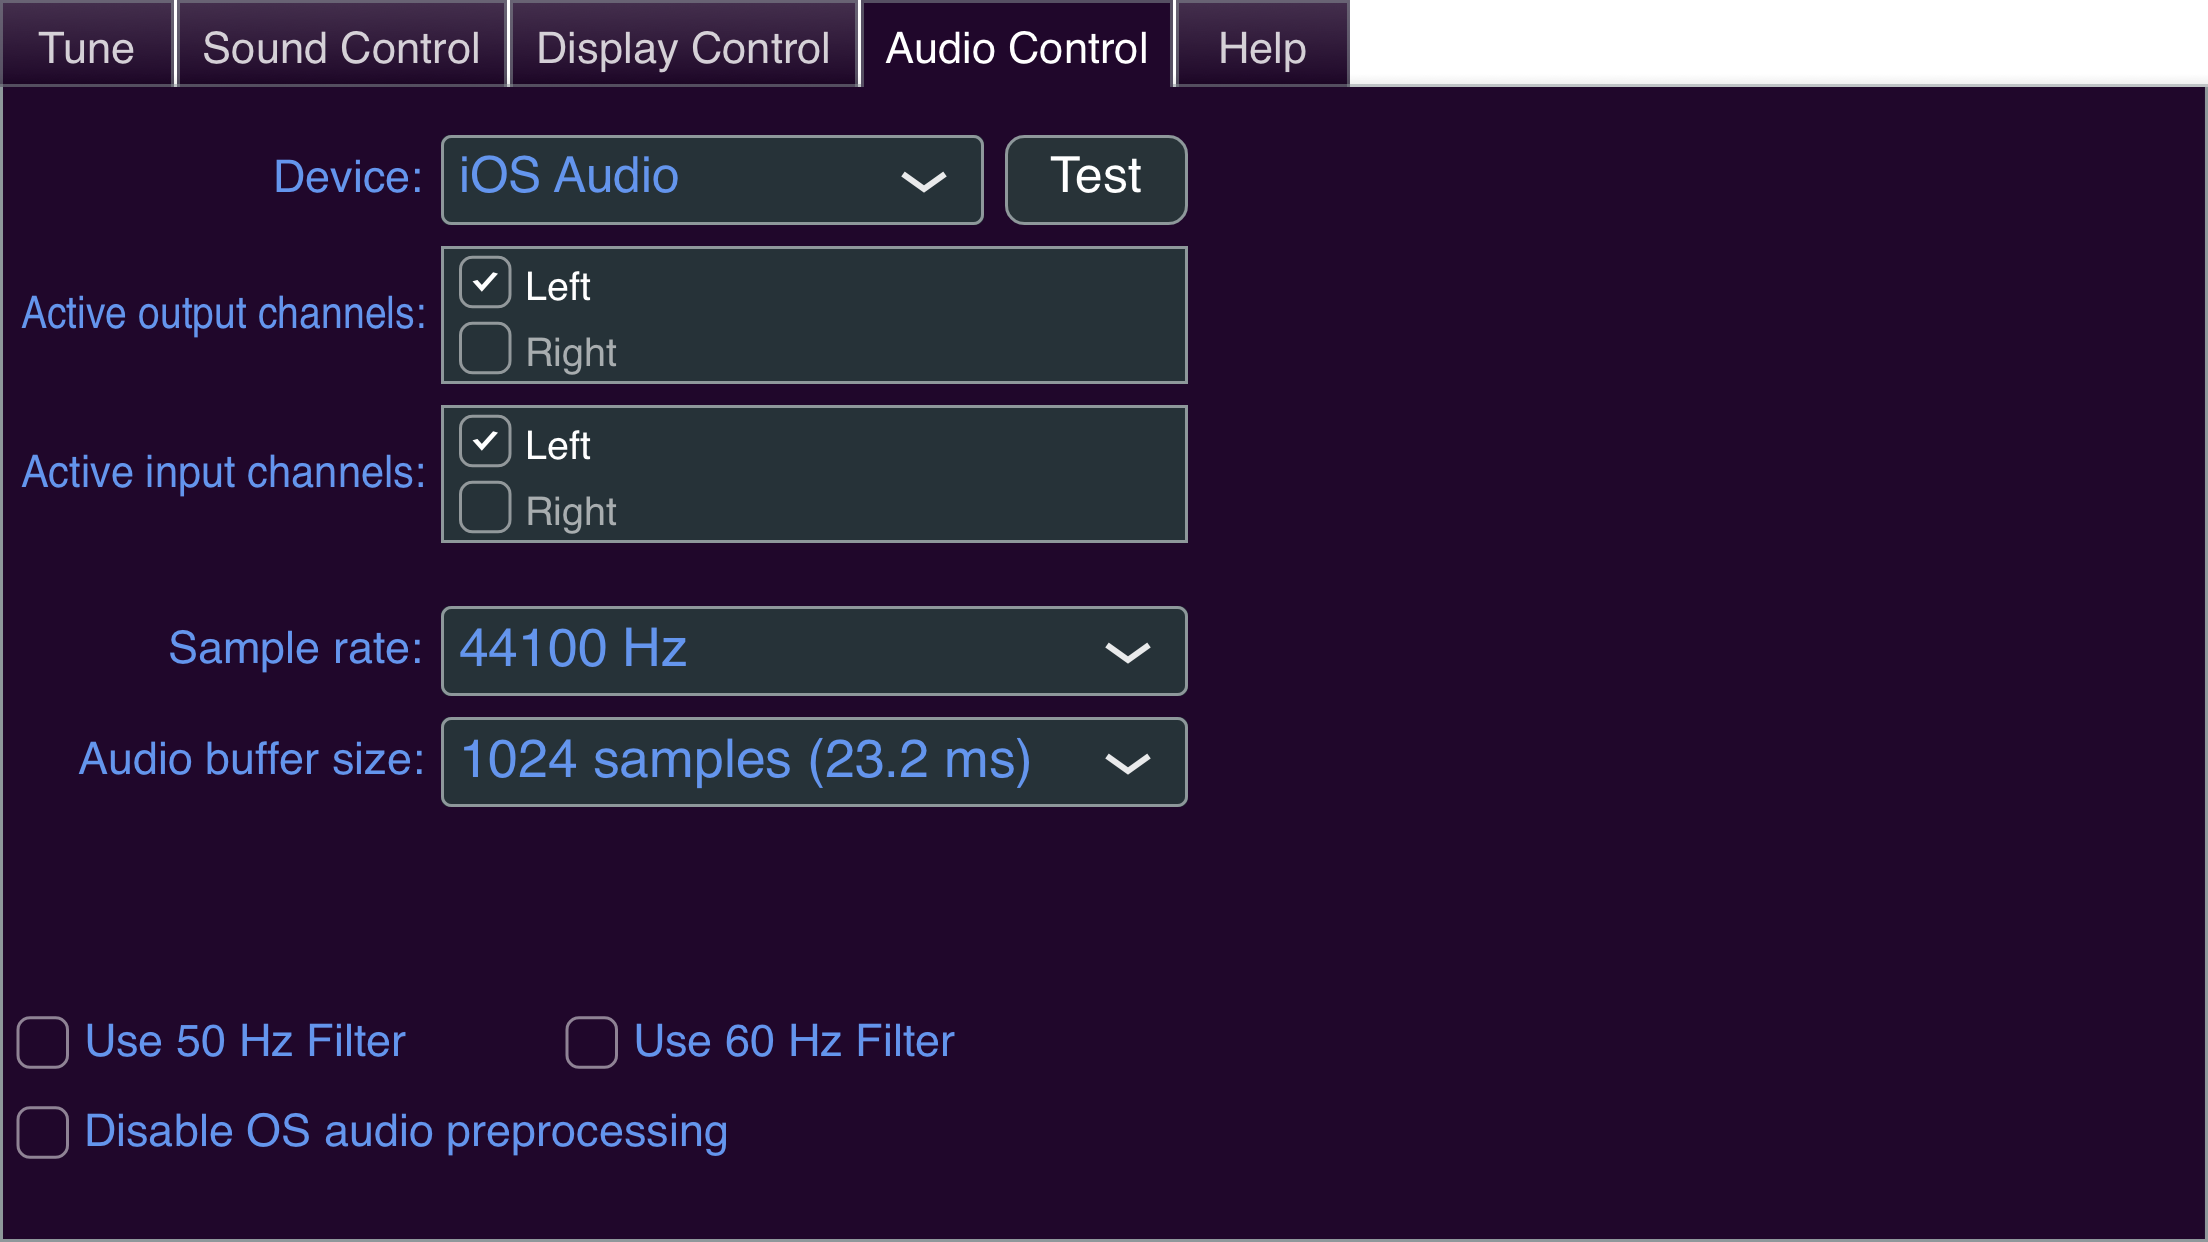 Tune Sound Control Display Control Audio Control Help
Device: iOS Audio Test
Active output channels: Left
Right
Active input channels: Left
Right
Sample rate: 44100 Hz
Audio buffer size: 1024 samples (23.2 ms)
Use 50 Hz Filter Use 60 Hz Filter
Disable OS audio preprocessing